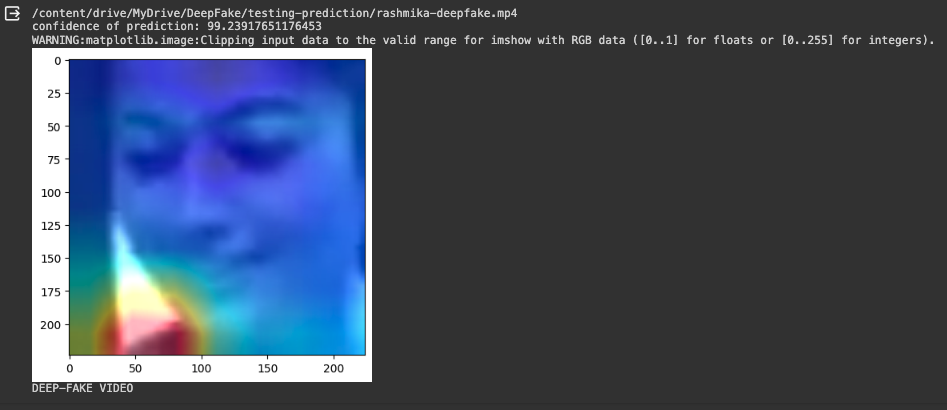 /content/drive/MyDrive/DeepFake/testing-prediction/rashmika-deepfake.mp4
confidence of prediction: 99.23917651176453
WARNING:matplotlib.image:Clipping input data to the valid range for imshow with RGB data ([0..1] for floats or [0..255] for integers).
0
25
50
75
100
125
150
175
200
0 50 100 150 200
DEEP-FAKE VIDEO